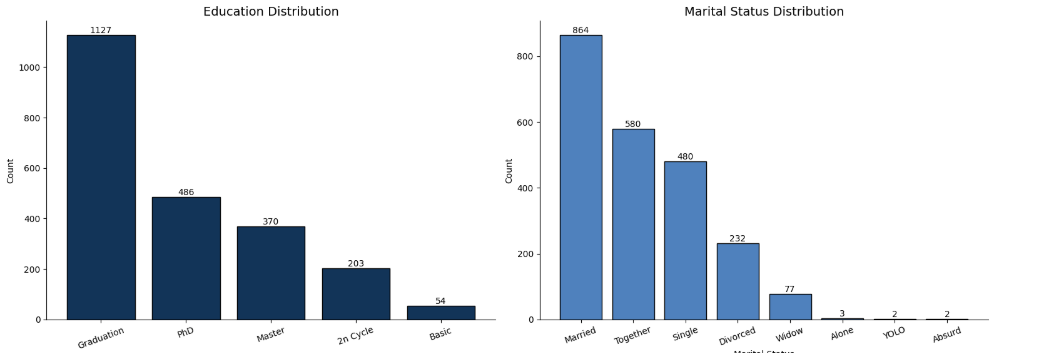 Education Distribution
1127
1000
800
600
400
200
0
Count
486
370
203
54
Graduation
PhD
Master
2n Cycle
Basic
Marital Status Distribution
864
800
600
400
200
0
Count
580
480
232
77
3
2
2
Married
Together
Single
Divorced
Widow
Alone
YOLO
Absurd
Marital Status